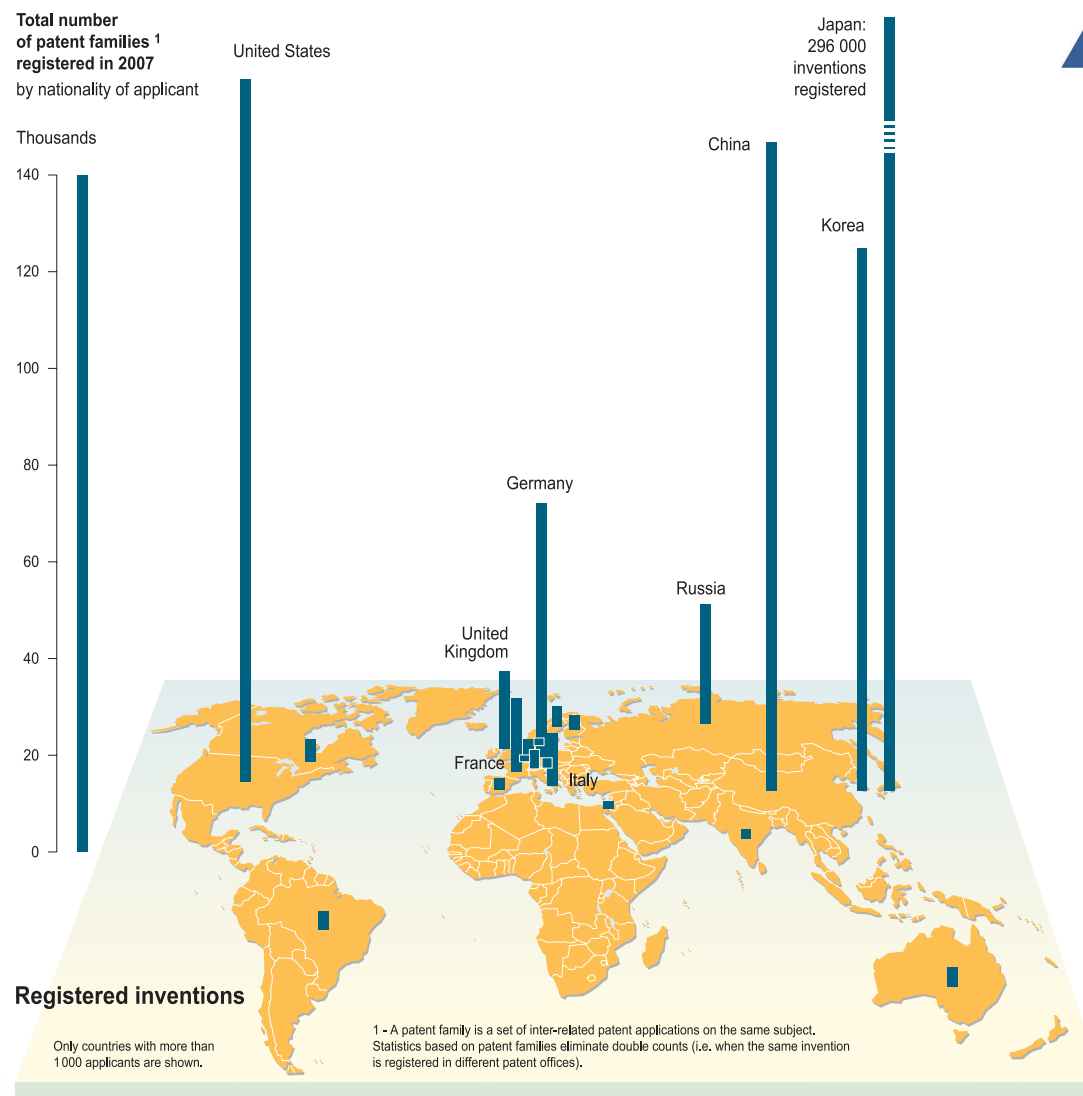 Total number
of patent families 1
registered in 2007
by nationality of applicant
Thousands
140
120
100
80
60
40
20
0
United States
Japan:
296 000
inventions
registered
China
Korea
Germany
Russia
United
Kingdom
France
Italy
Registered inventions
Only countries with more than
1 000 applicants are shown.
1 - A patent family is a set of inter-related patent applications on the same subject.
Statistics based on patent families eliminate double counts (i.e. when the same invention
is registered in different patent offices).